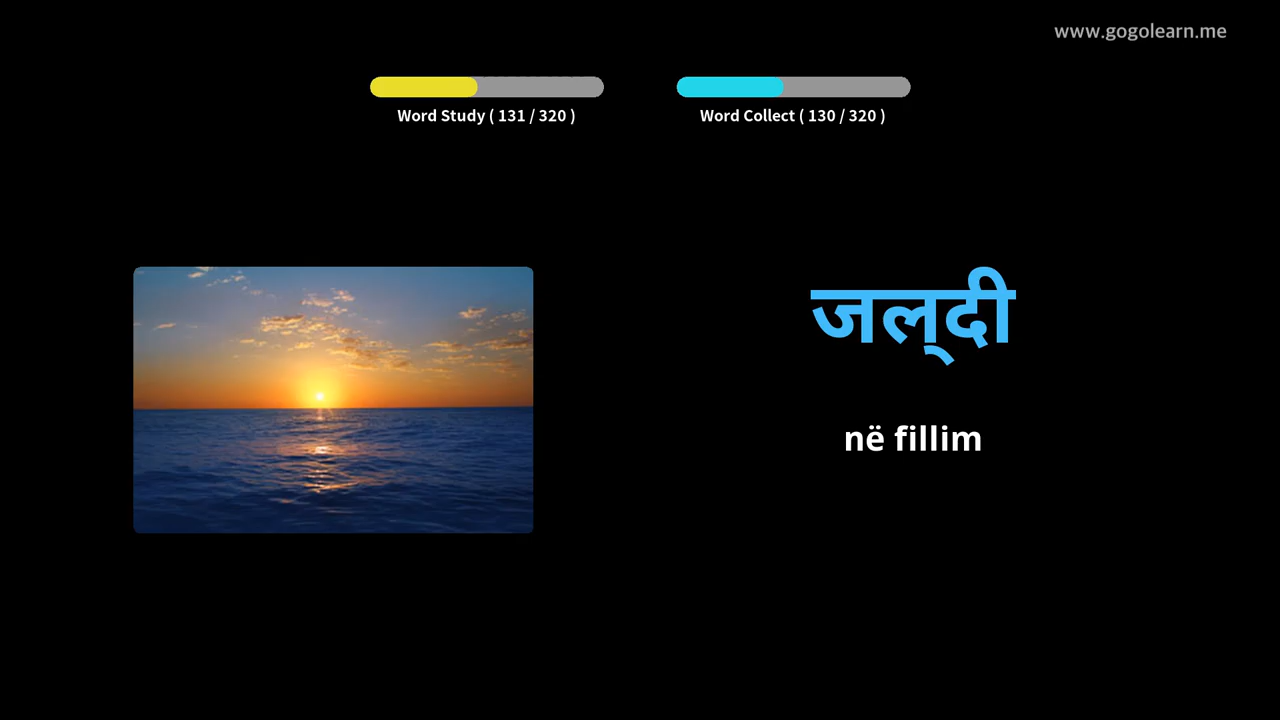 www.gogolearn.me
Word Study ( 131 / 320 )
Word Collect ( 130 / 320 )
जल्‌दी
në fillim